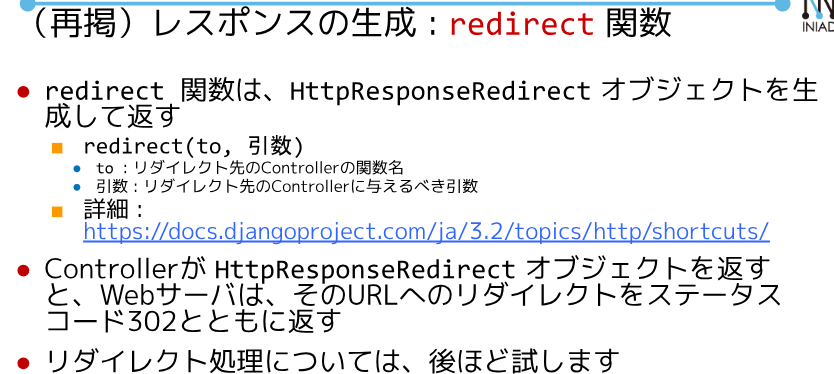 （再掲）レスポンスの生成：redirect 関数
INIAD
redirect 関数は、HttpResponseRedirect オブジェクトを生
成して返す
redirect(to, 引数)
to ：リダイレクト先のControllerの関数名
引数：リダイレクト先のControllerに与えるべき引数
詳細：
https://docs.djangoproject.com/ja/3.2/topics/http/shortcuts/
Controllerが HttpResponseRedirect オブジェクトを返す
と、Webサーバは、そのURLへのリダイレクトをステータス
コード302とともに返す
リダイレクト処理については、後ほど試します